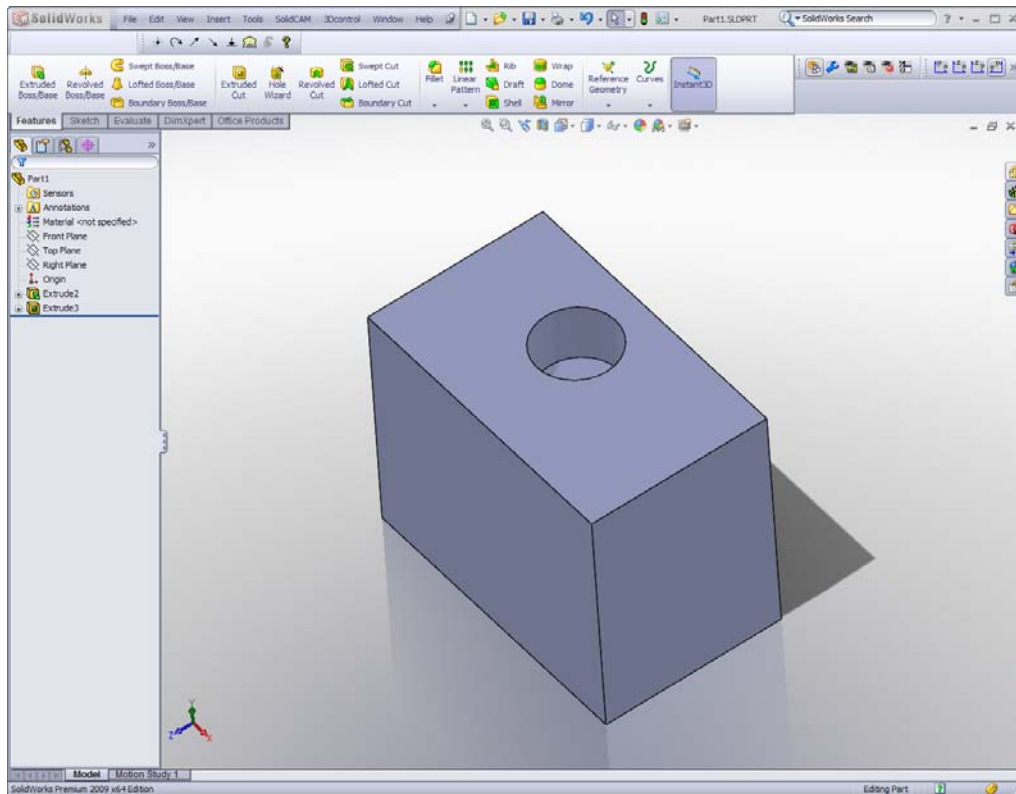 SolidWorks File Edit View Insert Tools SolidCAM 3Dcontrol Window Help Part1.SLDPRT SolidWorks Search
Extruded Boss/Base
Revolved Boss/Base
Swept Boss/Base
Lofted Boss/Base
Boundary Boss/Base
Extruded Cut
Hole Wizard
Revolved Cut
Swept Cut
Lofted Cut
Boundary Cut
Fillet
Linear Pattern
Rib
Draft
Shell
Wrap
Dome
Mirror
Reference Geometry
Curves
Instant3D
Features Sketch Evaluate DimXpert Office Products
Part1
Sensors
Annotations
Material <not specified>
Front Plane
Top Plane
Right Plane
Origin
Extrude2
Extrude3
Y
Z
X
Model Motion Study 1
SolidWorks Premium 2009 x64 Edition Editing Part